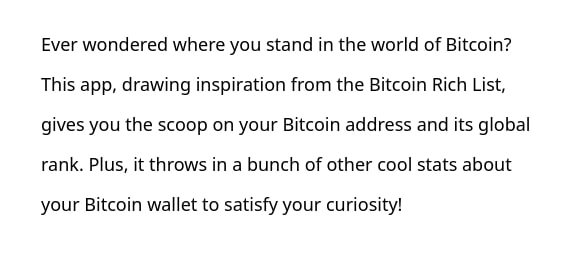 Ever wondered where you stand in the world of Bitcoin?
This app, drawing inspiration from the Bitcoin Rich List,
gives you the scoop on your Bitcoin address and its global
rank. Plus, it throws in a bunch of other cool stats about
your Bitcoin wallet to satisfy your curiosity!